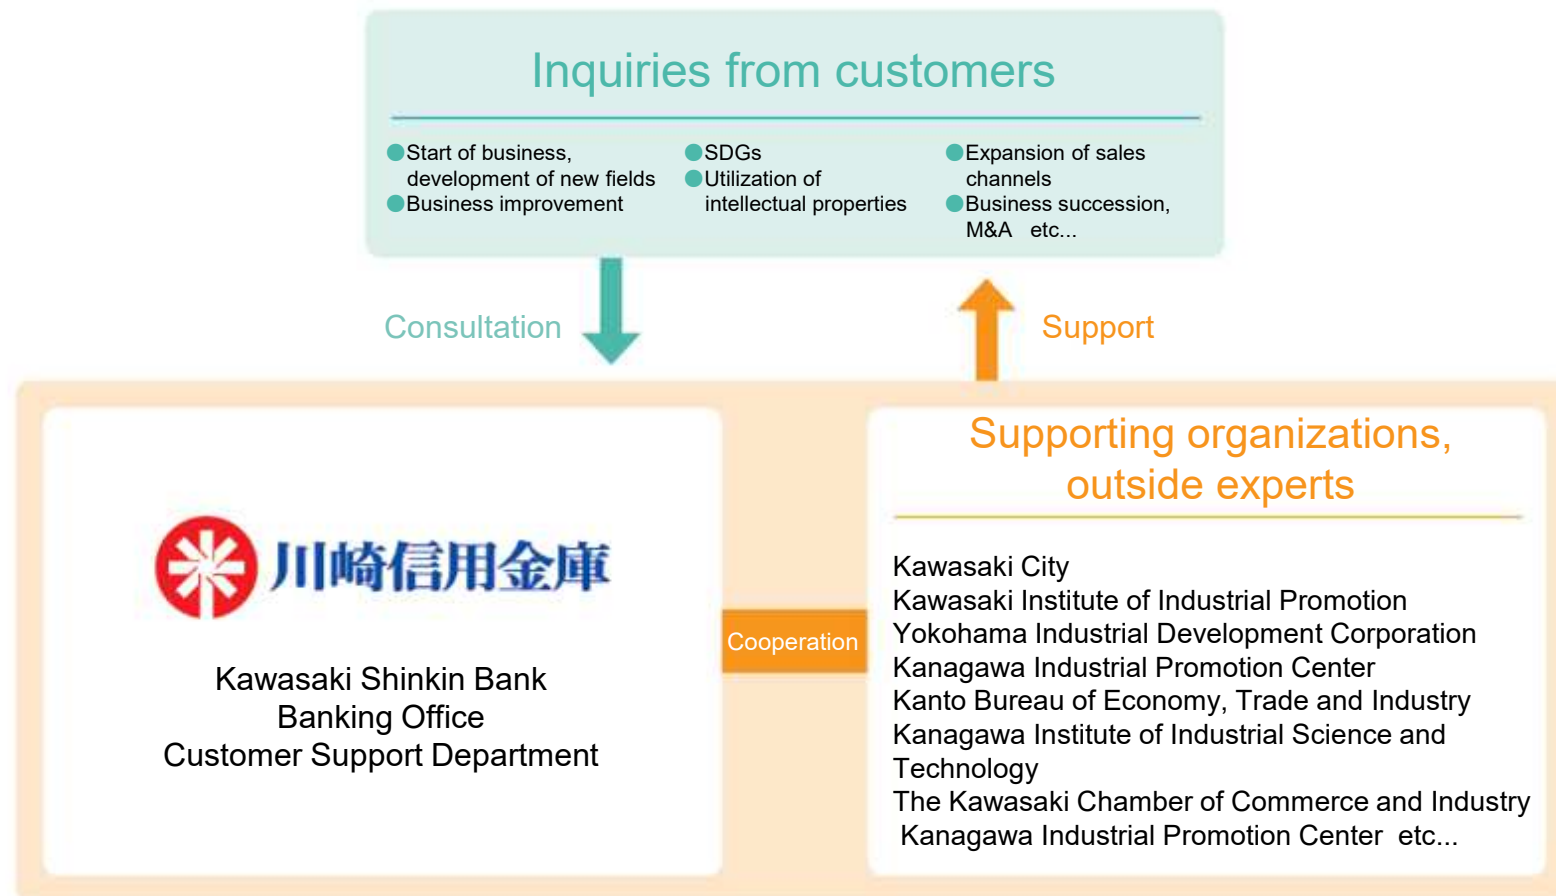 Inquiries from customers
●Start of business,
development of new fields
●Business improvement
●SDGs
●Utilization of
intellectual properties
●Expansion of sales
channels
●Business succession,
M&A etc...
Consultation
Support
川崎信用金庫
Kawasaki Shinkin Bank
Banking Office
Customer Support Department
Cooperation
Supporting organizations,
outside experts
Kawasaki City
Kawasaki Institute of Industrial Promotion
Yokohama Industrial Development Corporation
Kanagawa Industrial Promotion Center
Kanto Bureau of Economy, Trade and Industry
Kanagawa Institute of Industrial Science and
Technology
The Kawasaki Chamber of Commerce and Industry
Kanagawa Industrial Promotion Center etc...